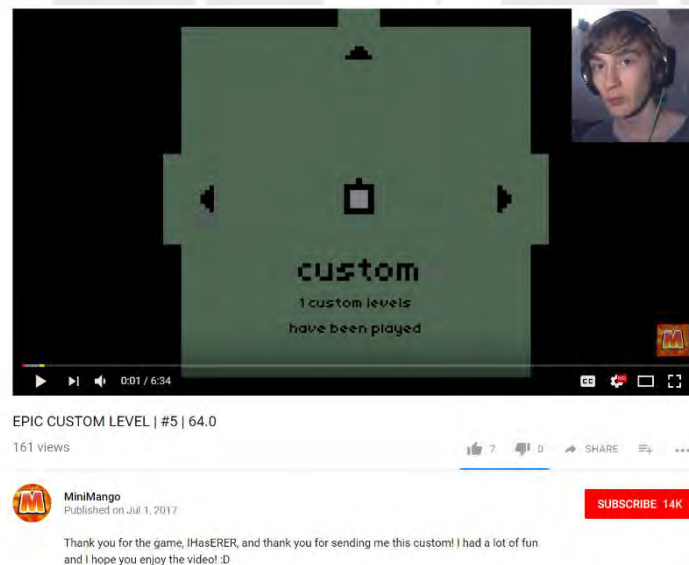 custom
1 custom levels
have been played
M
0:01 / 6:34
CC
HD
EPIC CUSTOM LEVEL | #5 | 64.0
161 views
7 0 SHARE
M
MiniMango
Published on Jul 1, 2017
SUBSCRIBE 14K
Thank you for the game, IHasERER, and thank you for sending me this custom! I had a lot of fun
and I hope you enjoy the video! :D